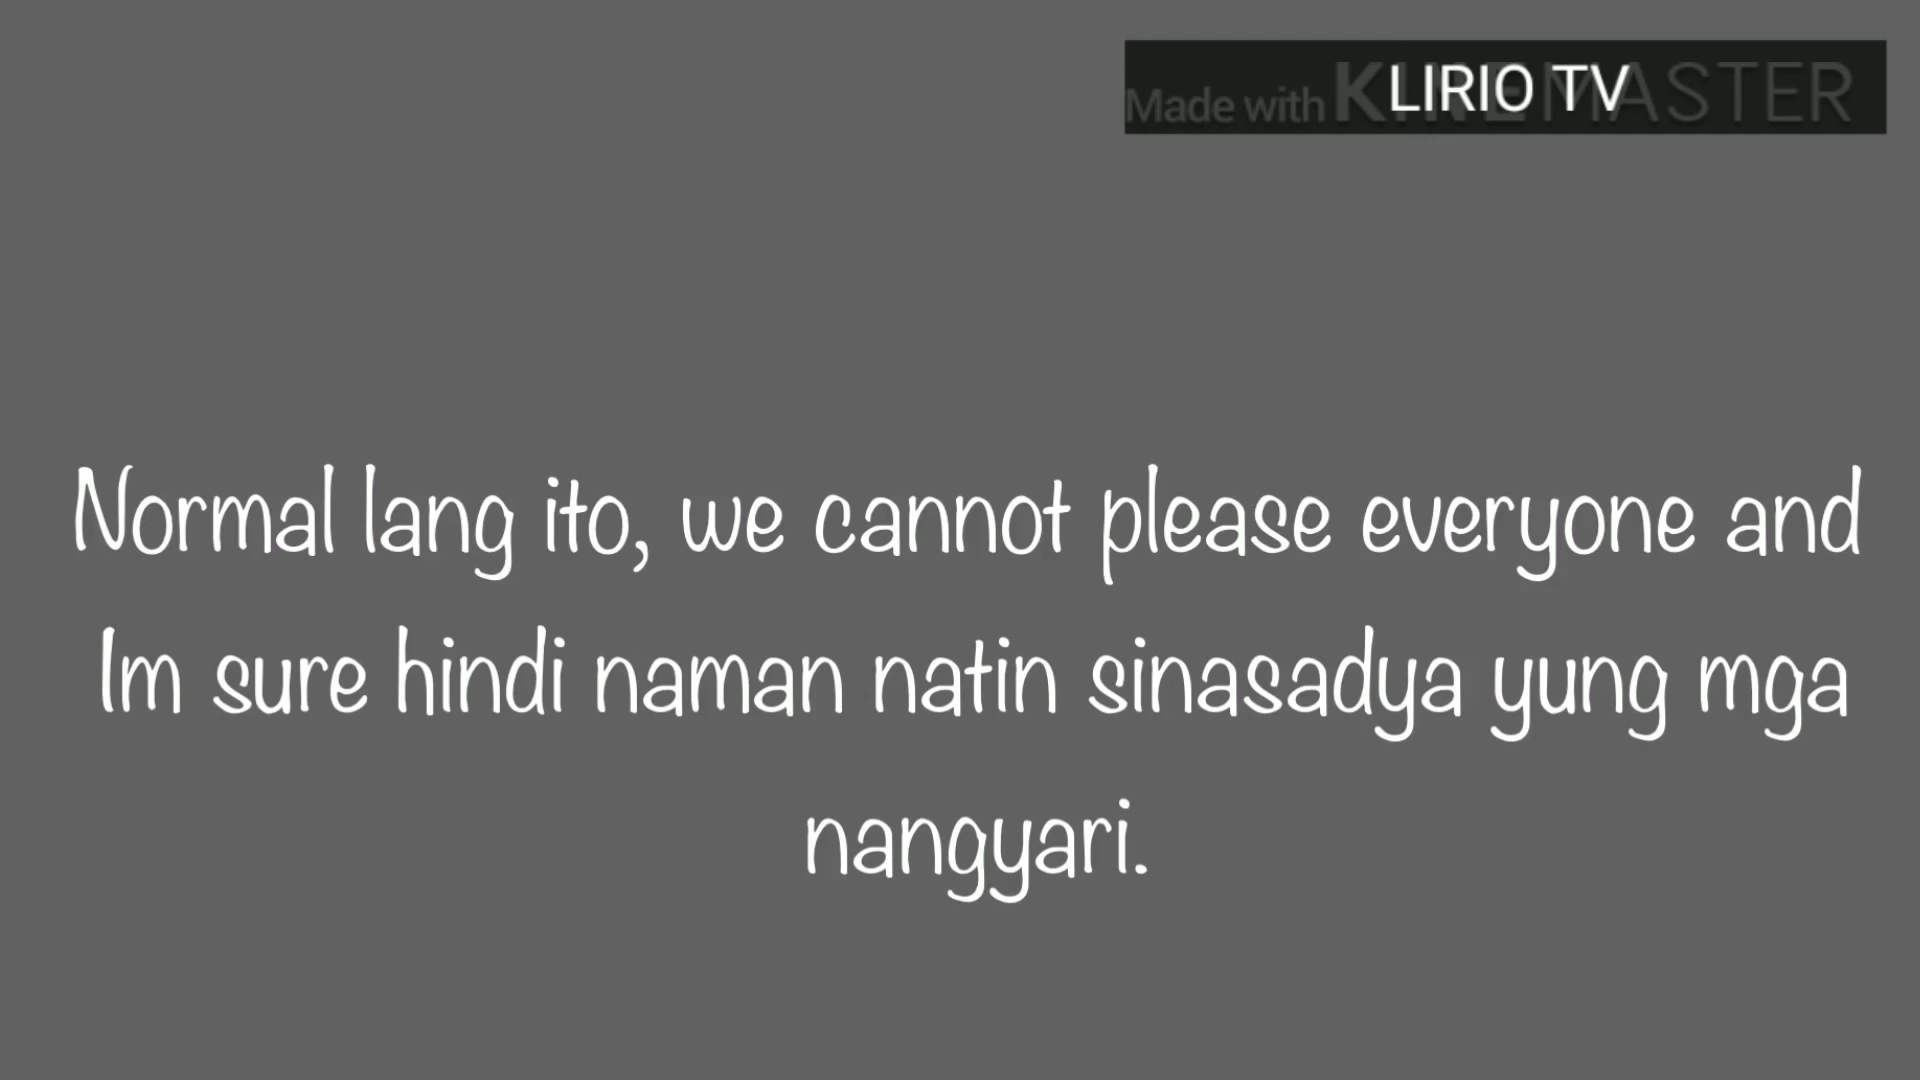 Made with KINEMASTER
LIRIO TV
Normal lang ito, we cannot please everyone and
Im sure hindi naman natin sinasadya yung mga
nangyari.